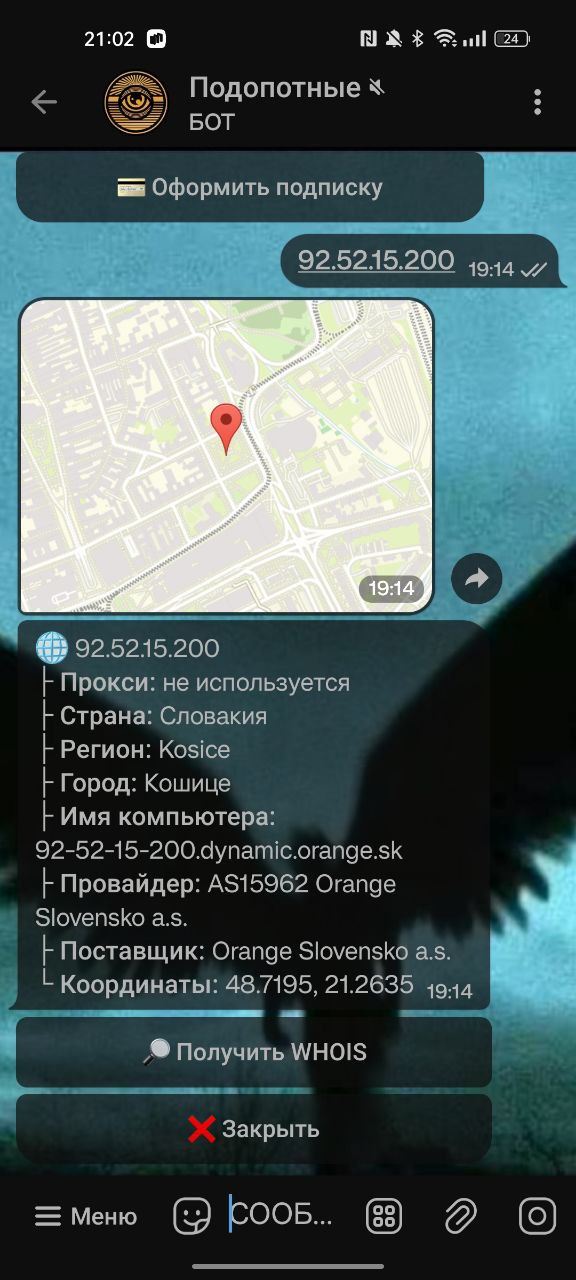 21:02
24
Подопотные
БОТ
Оформить подписку
92.52.15.200 19:14
19:14
92.52.15.200
├ Прокси: не используется
├ Страна: Словакия
├ Регион: Kosice
├ Город: Кошице
├ Имя компьютера:
92-52-15-200.dynamic.orange.sk
├ Провайдер: AS15962 Orange
Slovensko a.s.
├ Поставщик: Orange Slovensko a.s.
└ Координаты: 48.7195, 21.2635 19:14
Получить WHOIS
Закрыть
Меню
СООБ...